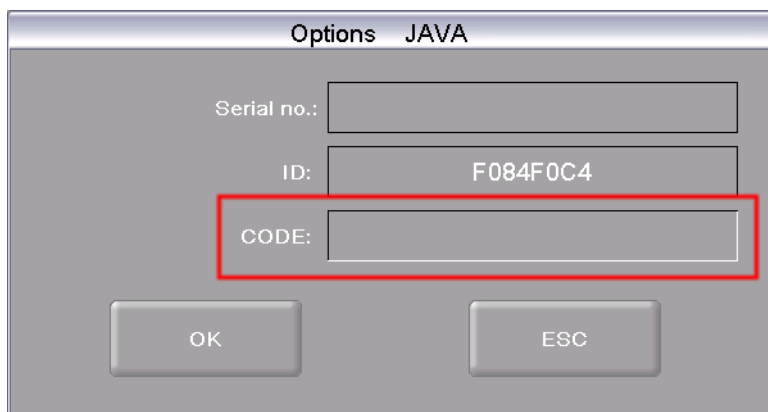 Options JAVA
Serial no.:
ID: F084F0C4
CODE:
OK ESC